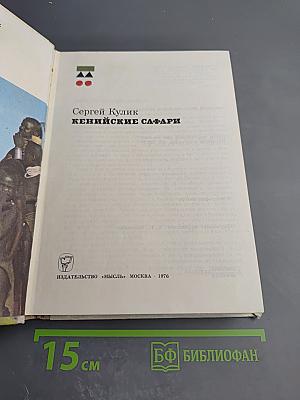 Сергей Кулик
КЕНИЙСКИЕ САФАРИ
ИЗДАТЕЛЬСТВО «МЫСЛЬ» МОСКВА · 1976
15 см
БФ БИБЛИОФАН